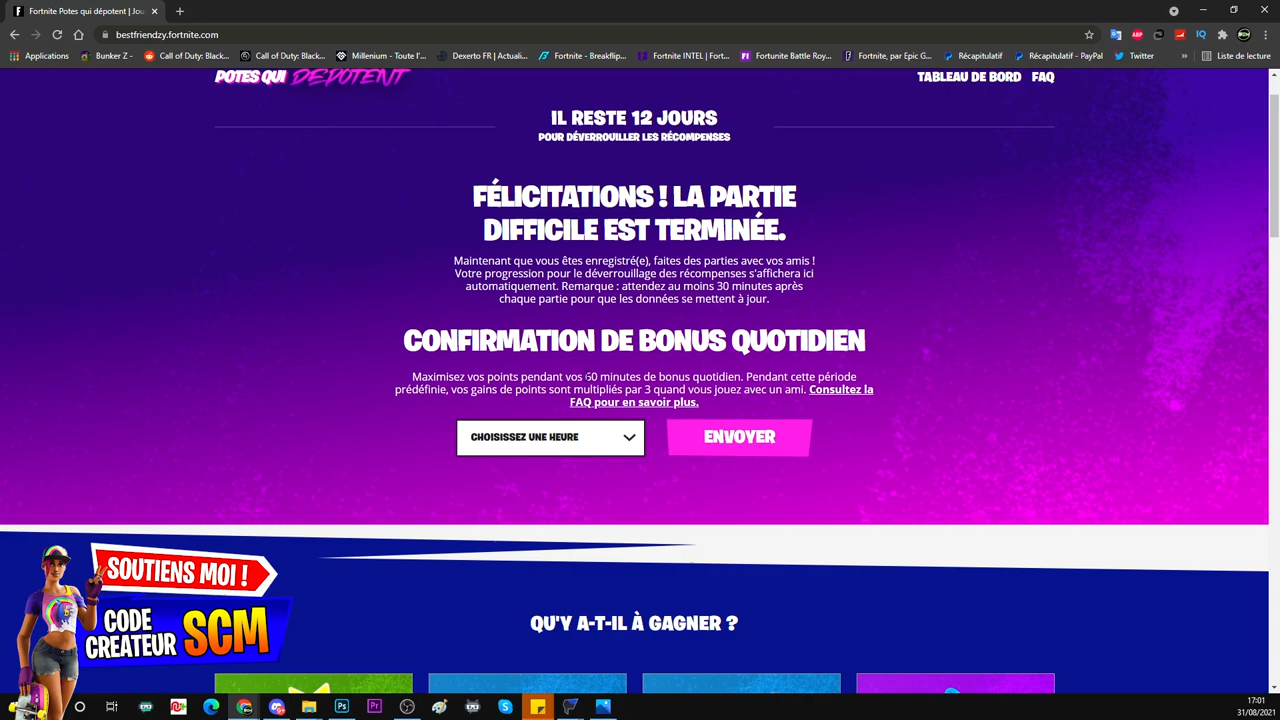 Fortnite Potes qui dépotent | Jou
bestfriendzy.fortnite.com
Applications
Bunker Z -
Call of Duty: Black...
Call of Duty: Black...
Millenium - Toute l'...
Dexerto FR | Actuali...
Fortnite - Breakflip...
Fortnite INTEL | Fort...
Fortunite Battle Roy...
Fortnite, par Epic G...
Récapitulatif
Récapitulatif - PayPal
Twitter
»
Liste de lecture
POTES QUI DÉPOTENT
TABLEAU DE BORD FAQ
IL RESTE 12 JOURS
POUR DÉVERROUILLER LES RÉCOMPENSES
FÉLICITATIONS ! LA PARTIE
DIFFICILE EST TERMINÉE.
Maintenant que vous êtes enregistré(e), faites des parties avec vos amis !
Votre progression pour le déverrouillage des récompenses s'affichera ici
automatiquement. Remarque : attendez au moins 30 minutes après
chaque partie pour que les données se mettent à jour.
CONFIRMATION DE BONUS QUOTIDIEN
Maximisez vos points pendant vos 60 minutes de bonus quotidien. Pendant cette période
prédéfinie, vos gains de points sont multipliés par 3 quand vous jouez avec un ami. Consultez la
FAQ pour en savoir plus.
CHOISISSEZ UNE HEURE
ENVOYER
SOUTIENS MOI !
CODE
CREATEUR SCM
QU'Y A-T-IL À GAGNER ?
17:01
31/08/2021